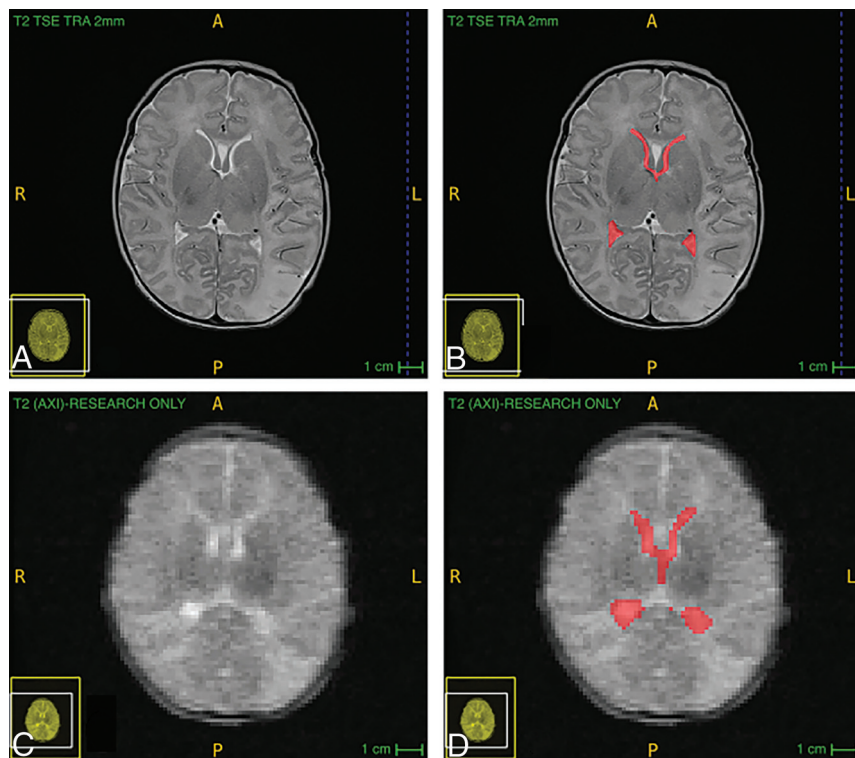 T2 TSE TRA 2mm
A
R
L
P
1 cm
A
T2 TSE TRA 2mm
A
R
L
P
1 cm
B
T2 (AXI)-RESEARCH ONLY
A
R
L
P
1 cm
C
T2 (AXI)-RESEARCH ONLY
A
R
L
P
1 cm
D